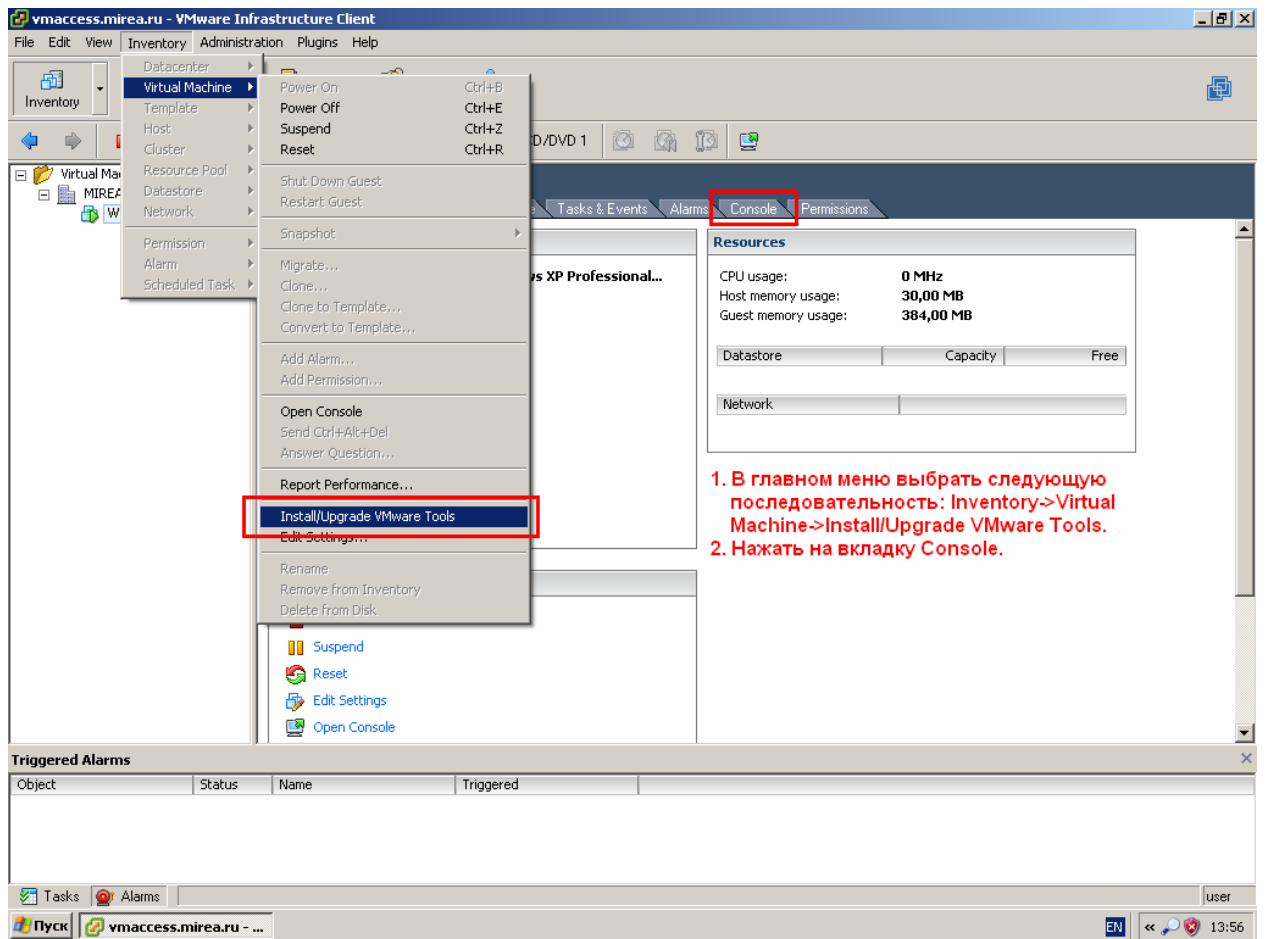 vmaccess.mirea.ru - VMware Infrastructure Client
File Edit View Inventory Administration Plugins Help
Inventory
Datacenter
Virtual Machine
Template
Host
Cluster
Resource Pool
Datastore
Network
Permission
Alarm
Scheduled Task
Power On Ctrl+B
Power Off Ctrl+E
Suspend Ctrl+Z
Reset Ctrl+R
Shut Down Guest
Restart Guest
Snapshot
Migrate...
Clone...
Clone to Template...
Convert to Template...
Add Alarm...
Add Permission...
Open Console
Send Ctrl+Alt+Del
Answer Question...
Report Performance...
Install/Upgrade VMware Tools
Edit Settings...
Rename
Remove from Inventory
Delete from Disk
D/DVD 1
Virtual Ma
MIREA
W
Tasks & Events Alarms Console Permissions
s XP Professional...
Resources
CPU usage: 0 MHz
Host memory usage: 30,00 MB
Guest memory usage: 384,00 MB
Datastore Capacity Free
Network
1. В главном меню выбрать следующую
последовательность: Inventory->Virtual
Machine->Install/Upgrade VMware Tools.
2. Нажать на вкладку Console.
Suspend
Reset
Edit Settings
Open Console
Triggered Alarms
Object Status Name Triggered
Tasks Alarms user
Пуск vmaccess.mirea.ru - ... EN « 13:56